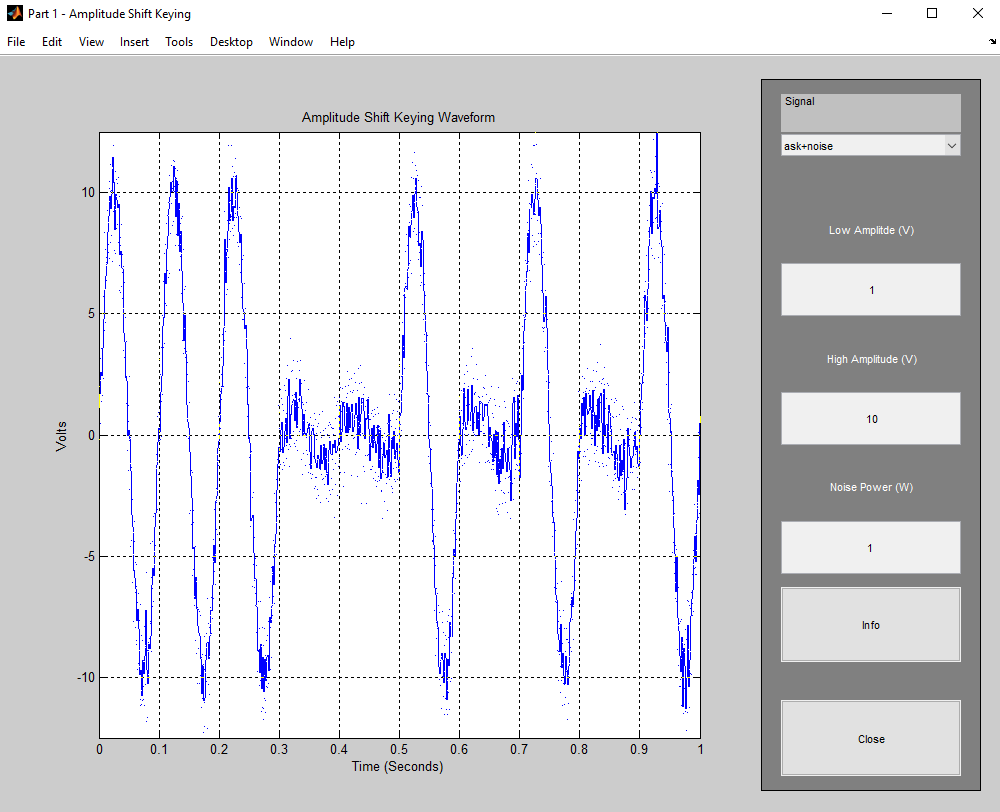 Part 1 - Amplitude Shift Keying
File Edit View Insert Tools Desktop Window Help
Amplitude Shift Keying Waveform
10
5
0
-5
-10
Volts
0 0.1 0.2 0.3 0.4 0.5 0.6 0.7 0.8 0.9 1
Time (Seconds)
Signal
ask+noise
Low Amplitde (V)
1
High Amplitude (V)
10
Noise Power (W)
1
Info
Close